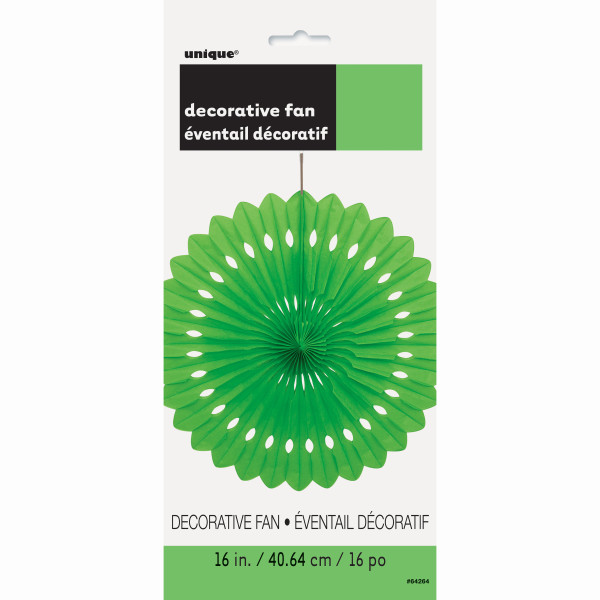 unique®
decorative fan
éventail décoratif
DECORATIVE FAN • ÉVENTAIL DÉCORATIF
16 in. / 40.64 cm / 16 po
#64264